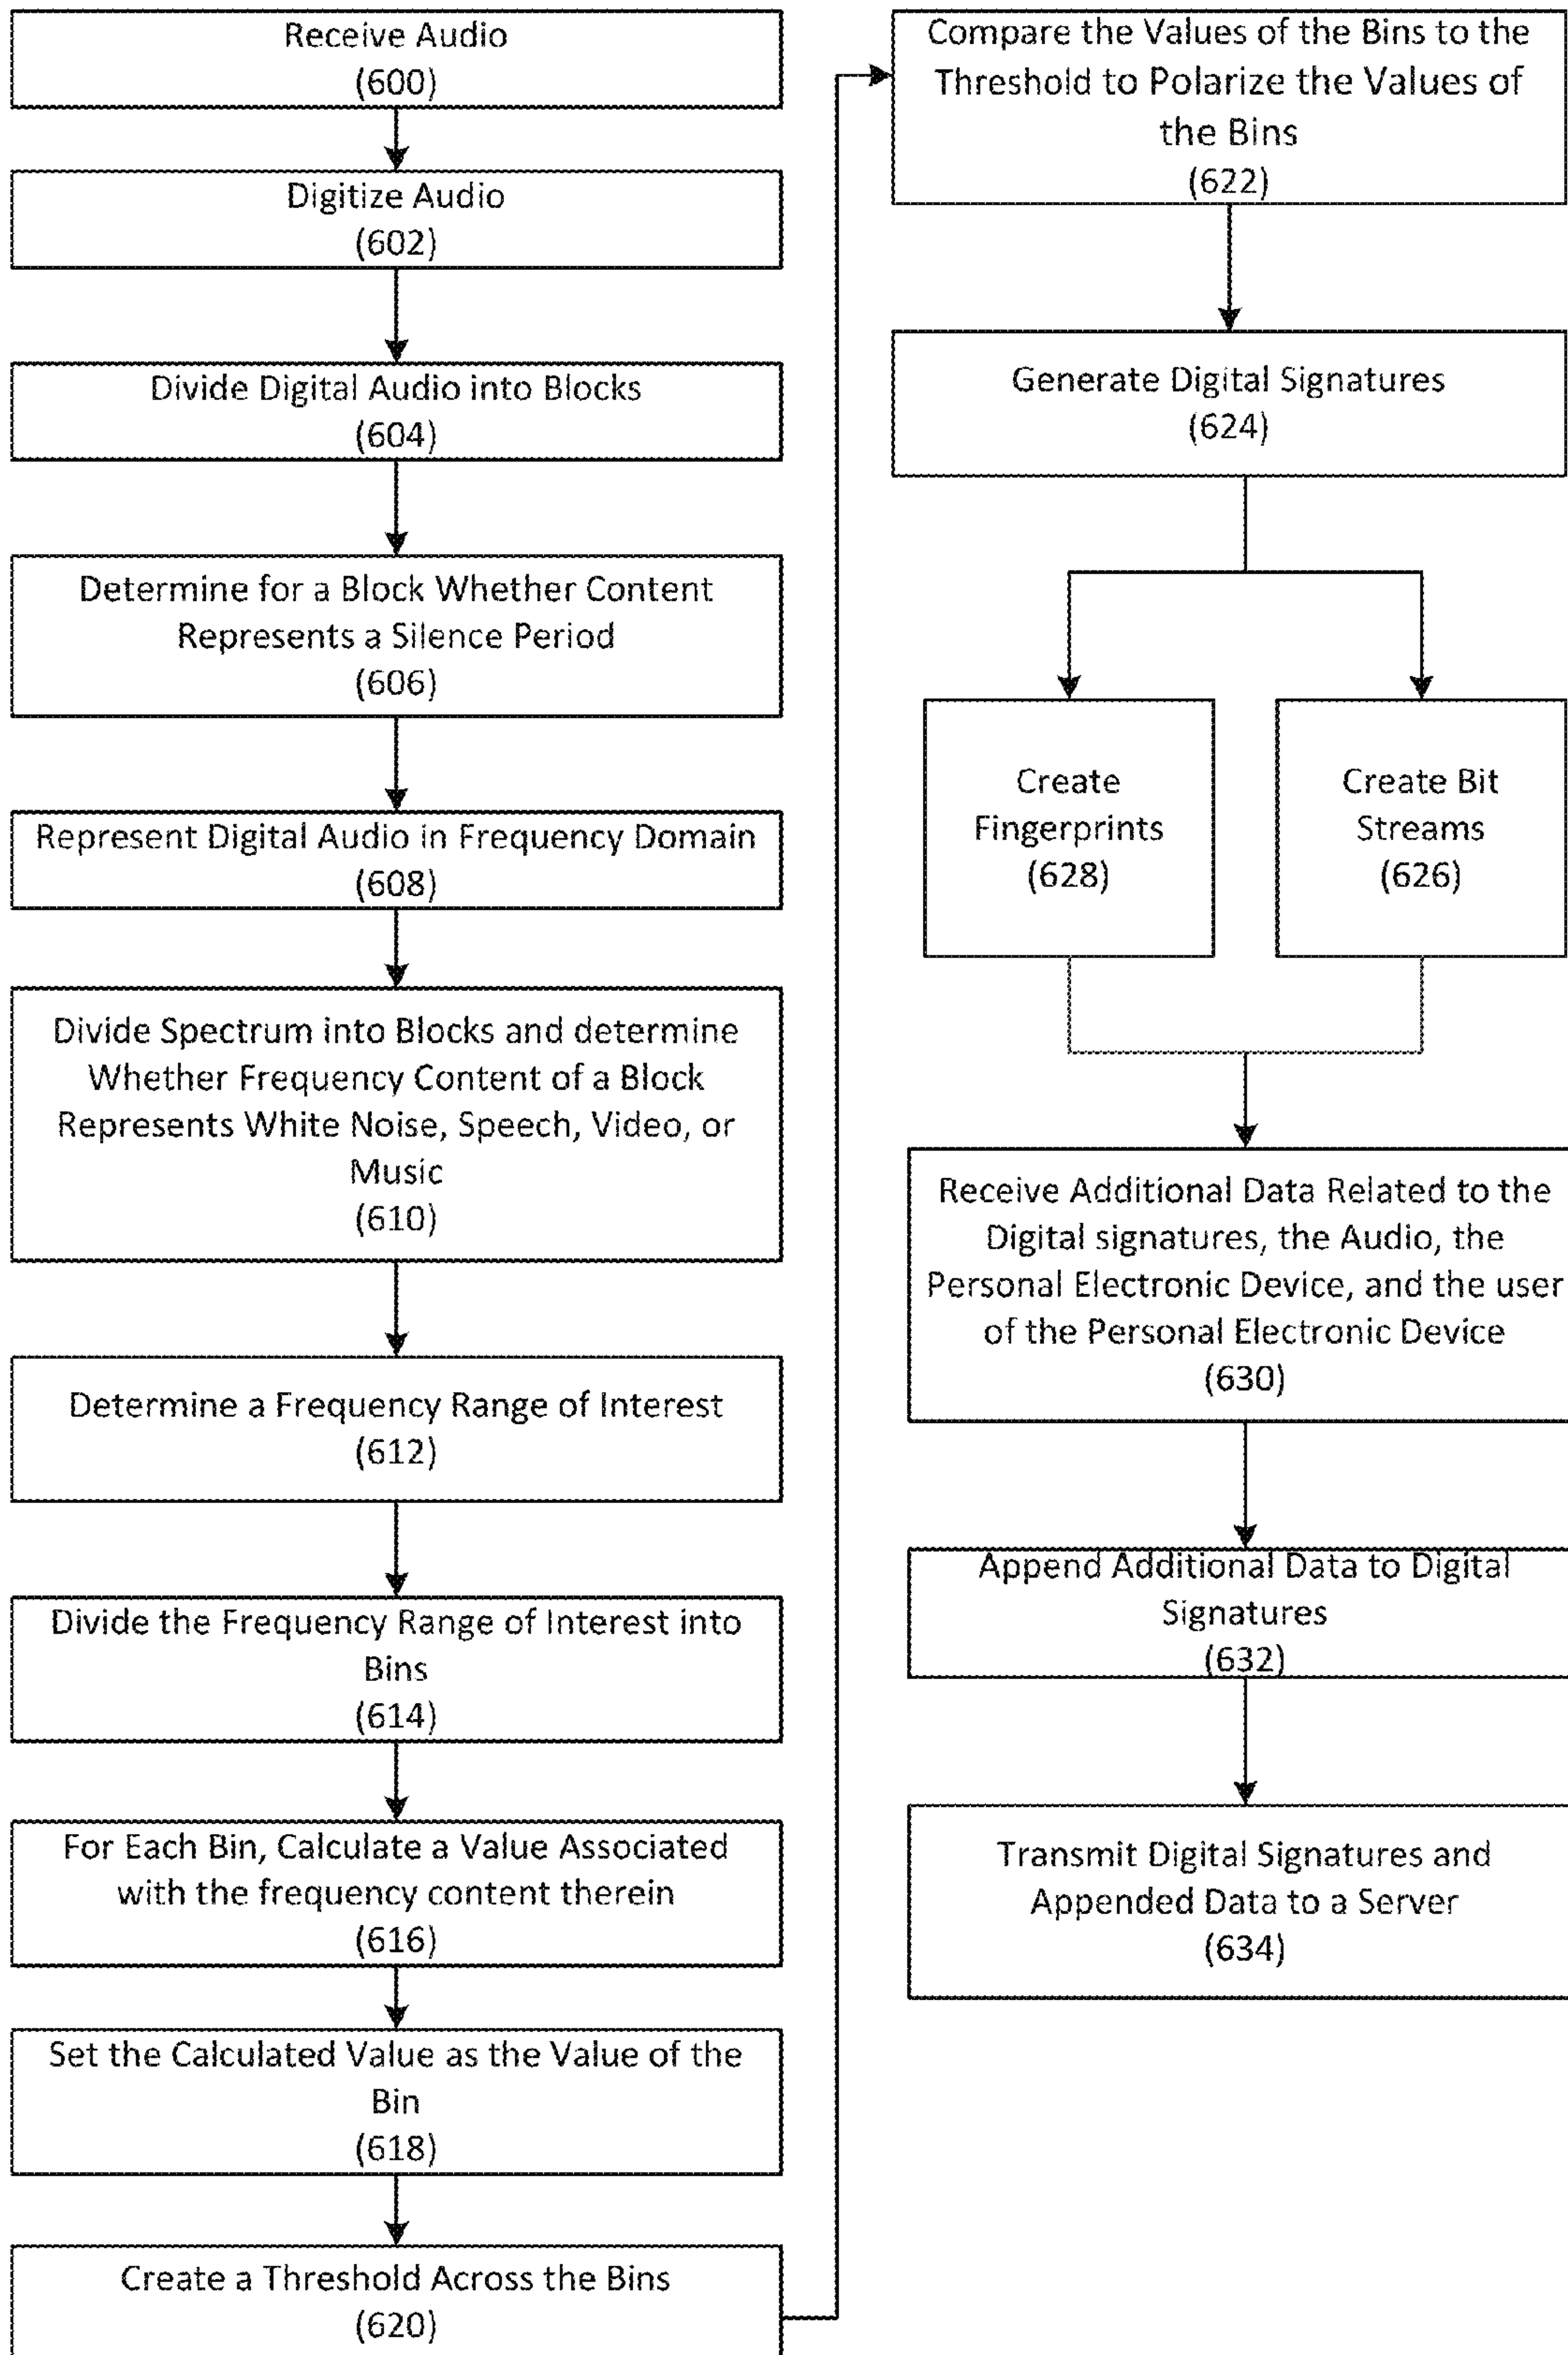 Receive Audio
(600)
Digitize Audio
(602)
Divide Digital Audio into Blocks
(604)
Determine for a Block Whether Content
Represents a Silence Period
(606)
Represent Digital Audio in Frequency Domain
(608)
Divide Spectrum into Blocks and determine
Whether Frequency Content of a Block
Represents White Noise, Speech, Video, or
Music
(610)
Determine a Frequency Range of Interest
(612)
Divide the Frequency Range of Interest into
Bins
(614)
For Each Bin, Calculate a Value Associated
with the frequency content therein
(616)
Set the Calculated Value as the Value of the
Bin
(618)
Create a Threshold Across the Bins
(620)
Compare the Values of the Bins to the
Threshold to Polarize the Values of
the Bins
(622)
Generate Digital Signatures
(624)
Create
Fingerprints
(628)
Create Bit
Streams
(626)
Receive Additional Data Related to the
Digital signatures, the Audio, the
Personal Electronic Device, and the user
of the Personal Electronic Device
(630)
Append Additional Data to Digital
Signatures
(632)
Transmit Digital Signatures and
Appended Data to a Server
(634)